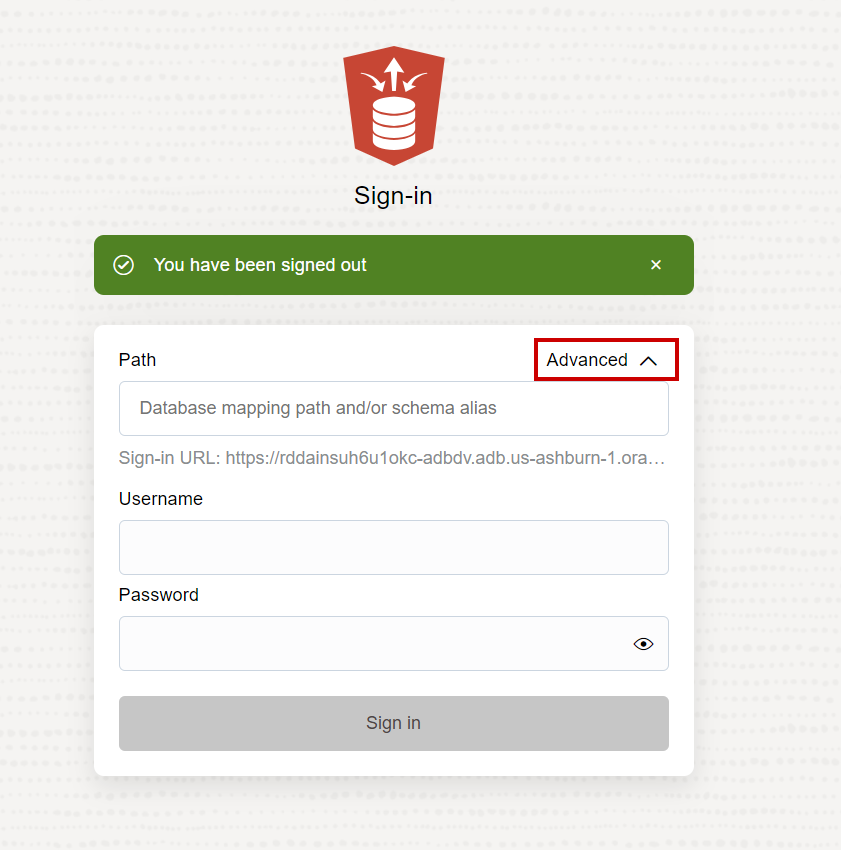 Sign-in
You have been signed out
Path
Advanced
Database mapping path and/or schema alias
Sign-in URL: https://rddainsuh6u1okc-adbdv.adb.us-ashburn-1.ora…
Username
Password
Sign in